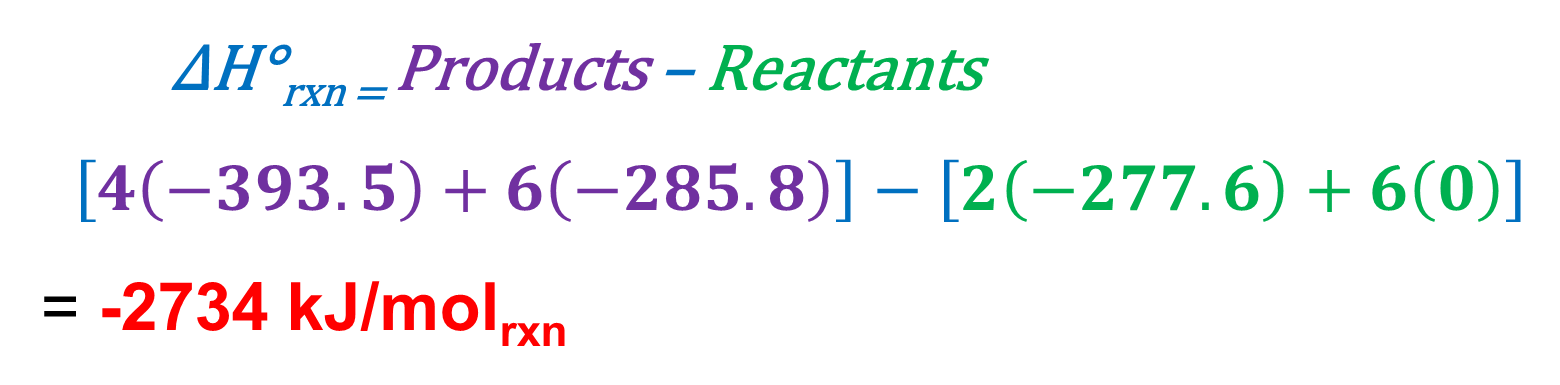 ΔH°rxn = Products – Reactants
[4(−393.5) + 6(−285.8)] − [2(−277.6) + 6(0)]
= -2734 kJ/molrxn